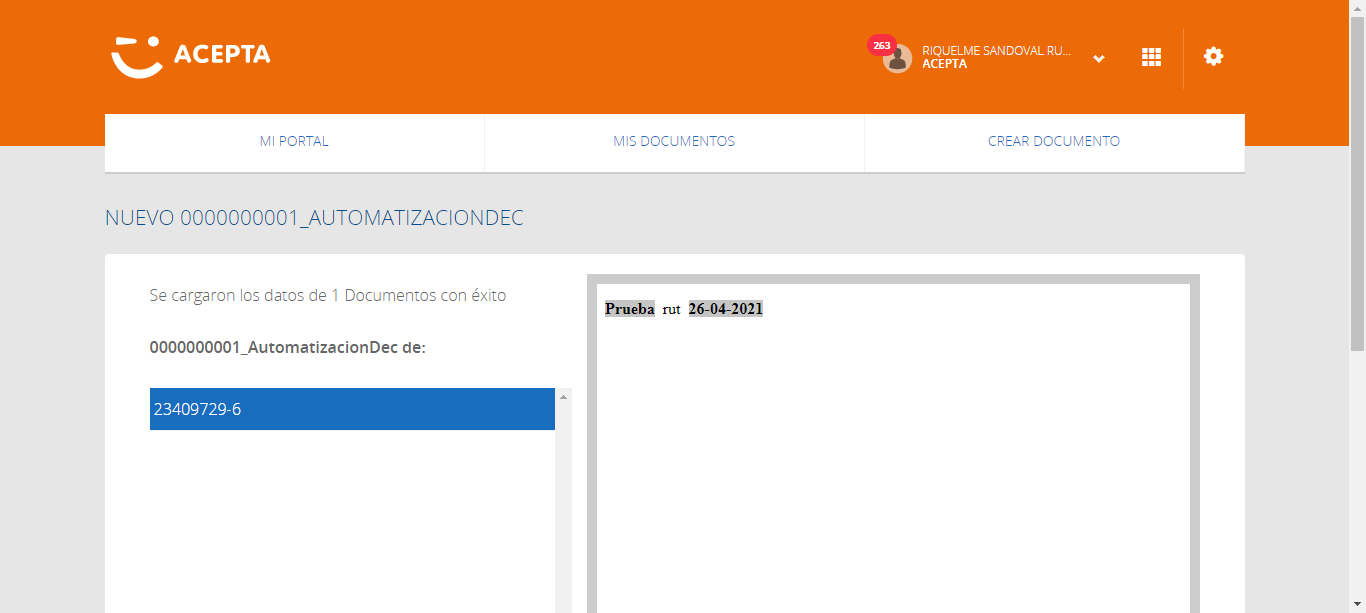 ACEPTA
263
RIQUELME SANDOVAL RU...
ACEPTA
MI PORTAL
MIS DOCUMENTOS
CREAR DOCUMENTO
NUEVO 0000000001_AUTOMATIZACIONDEC
Se cargaron los datos de 1 Documentos con éxito
0000000001_AutomatizacionDec de:
23409729-6
Prueba rut 26-04-2021